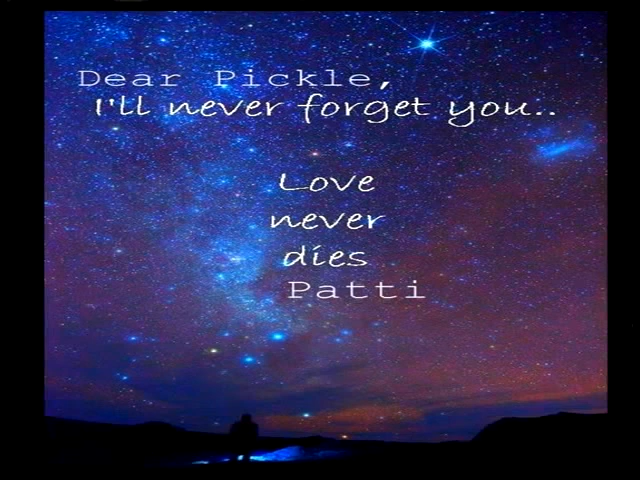 Dear Pickle,
I'll never forget you..
Love
never
dies
Patti